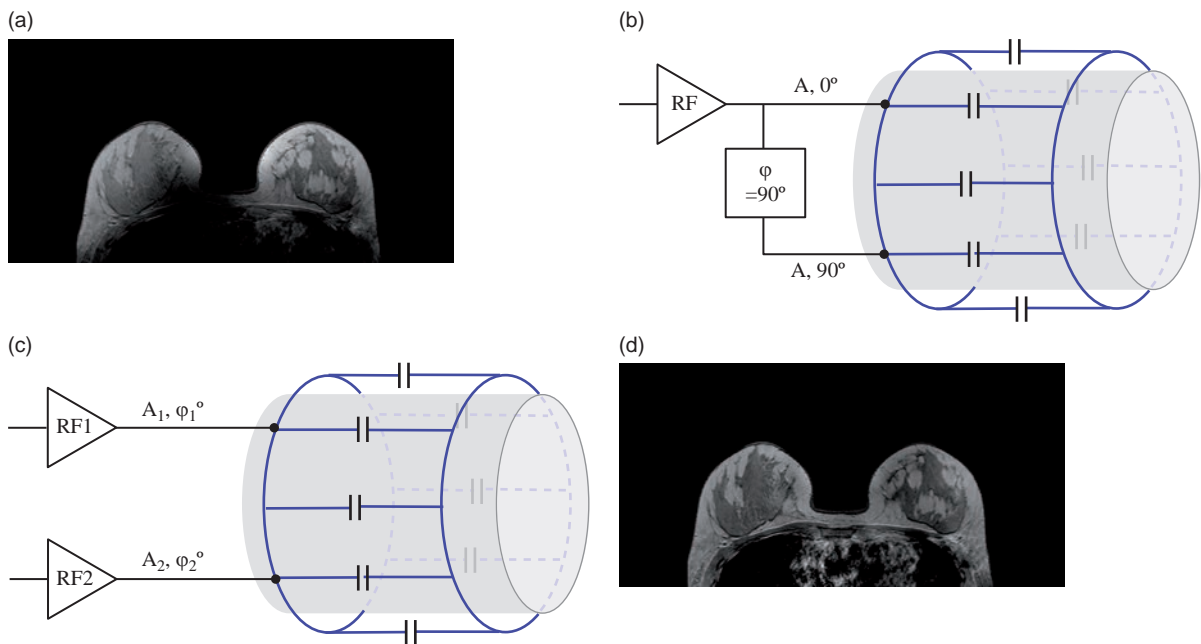 (a)
(b)
RF
A, 0º
φ
=90º
A, 90º
(c)
RF1
A₁, φ₁º
RF2
A₂, φ₂º
(d)